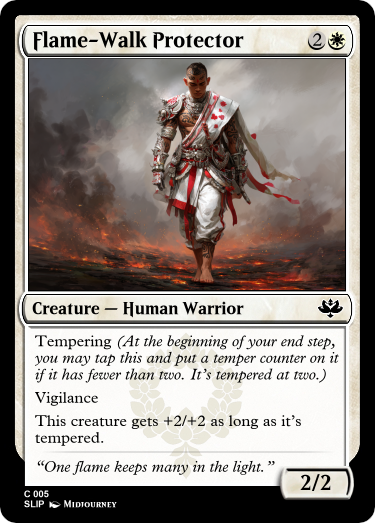 Flame-Walk Protector 2
Creature — Human Warrior
Tempering (At the beginning of your end step,
you may tap this and put a temper counter on it
if it has fewer than two. It's tempered at two.)
Vigilance
This creature gets +2/+2 as long as it's
tempered.
“One flame keeps many in the light.”
2/2
C 005
SLIP Midjourney